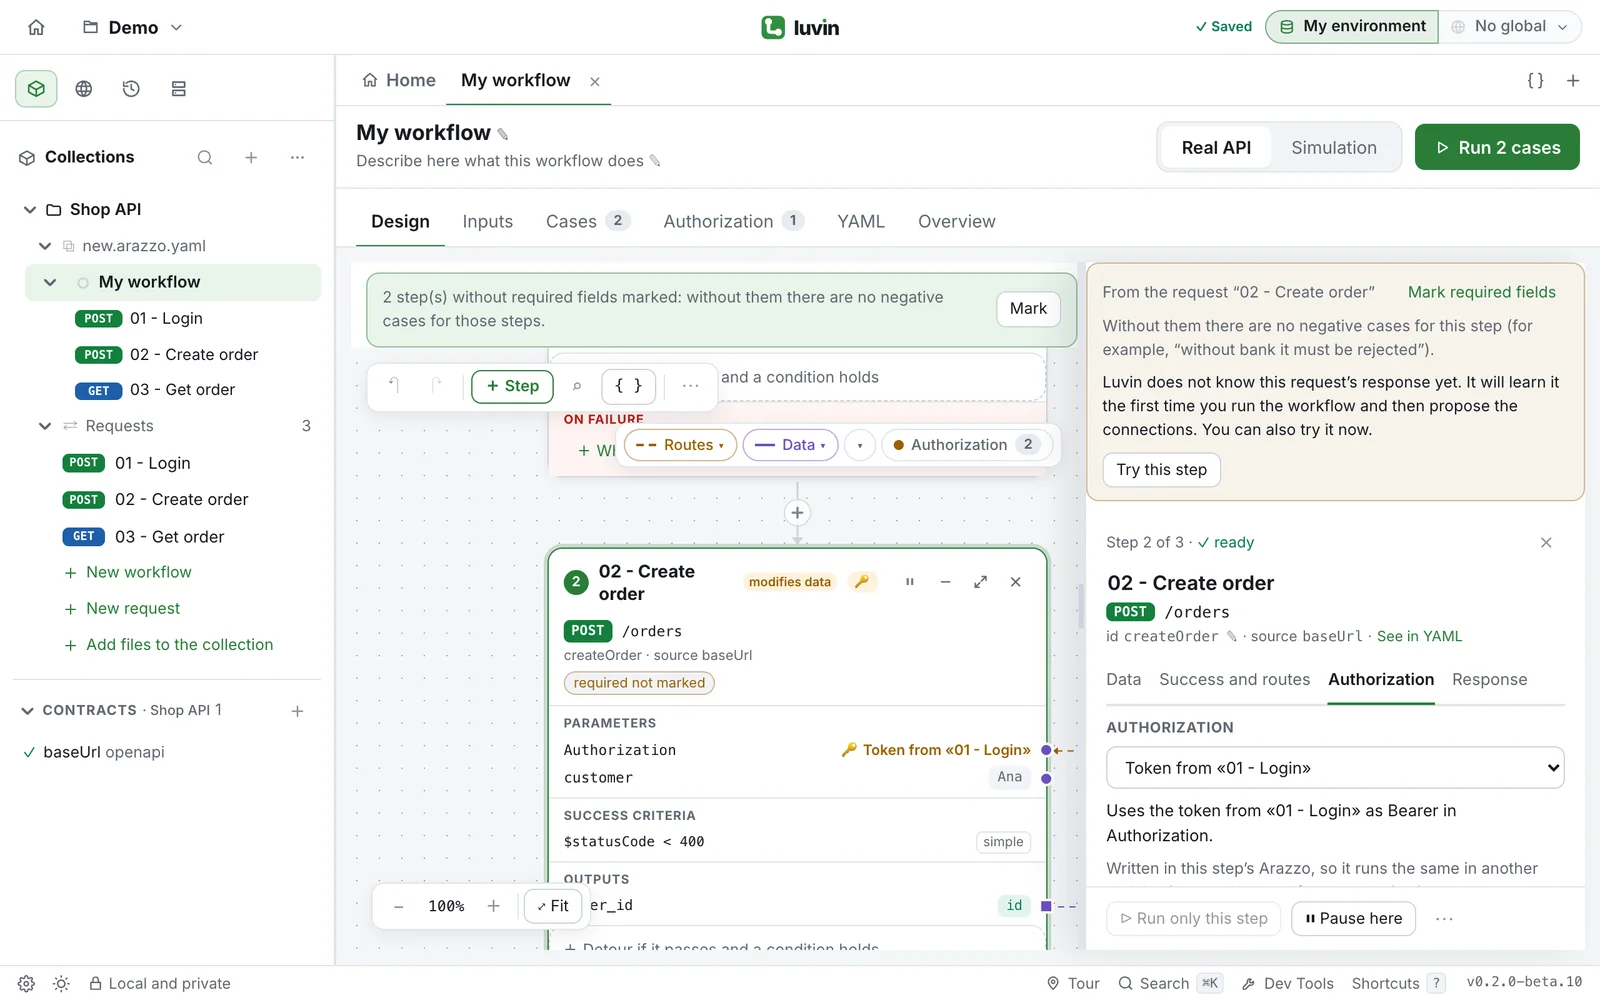 Demo
luvin
Saved
My environment
No global
Home
My workflow
{ }
Collections
My workflow
Describe here what this workflow does
Real API
Simulation
Run 2 cases
Shop API
new.arazzo.yaml
My workflow
POST 01 - Login
POST 02 - Create order
GET 03 - Get order
Requests 3
POST 01 - Login
POST 02 - Create order
GET 03 - Get order
+ New workflow
+ New request
+ Add files to the collection
CONTRACTS · Shop API 1
baseUrl openapi
Design
Inputs
Cases 2
Authorization 1
YAML
Overview
2 step(s) without required fields marked: without them there are no negative
cases for those steps.
Mark
+ Step
{ }
and a condition holds
ON FAILURE
Routes
Data
Authorization 2
2
02 - Create
order
modifies data
POST /orders
createOrder · source baseUrl
required not marked
PARAMETERS
Authorization
Token from «01 - Login»
customer
Ana
SUCCESS CRITERIA
$statusCode < 400
simple
OUTPUTS
er_id
id
+ Detour if it passes and a condition holds
100%
Fit
From the request “02 - Create order”
Mark required fields
Without them there are no negative cases for this step (for
example, “without bank it must be rejected”).
Luvin does not know this request’s response yet. It will learn it
the first time you run the workflow and then propose the
connections. You can also try it now.
Try this step
Step 2 of 3 · ready
02 - Create order
POST /orders
id createOrder · source baseUrl · See in YAML
Data
Success and routes
Authorization
Response
AUTHORIZATION
Token from «01 - Login»
Uses the token from «01 - Login» as Bearer in
Authorization.
Written in this step’s Arazzo, so it runs the same in another
Run only this step
Pause here
Local and private
Tour
Search ⌘K
Dev Tools
Shortcuts ?
v0.2.0-beta.10